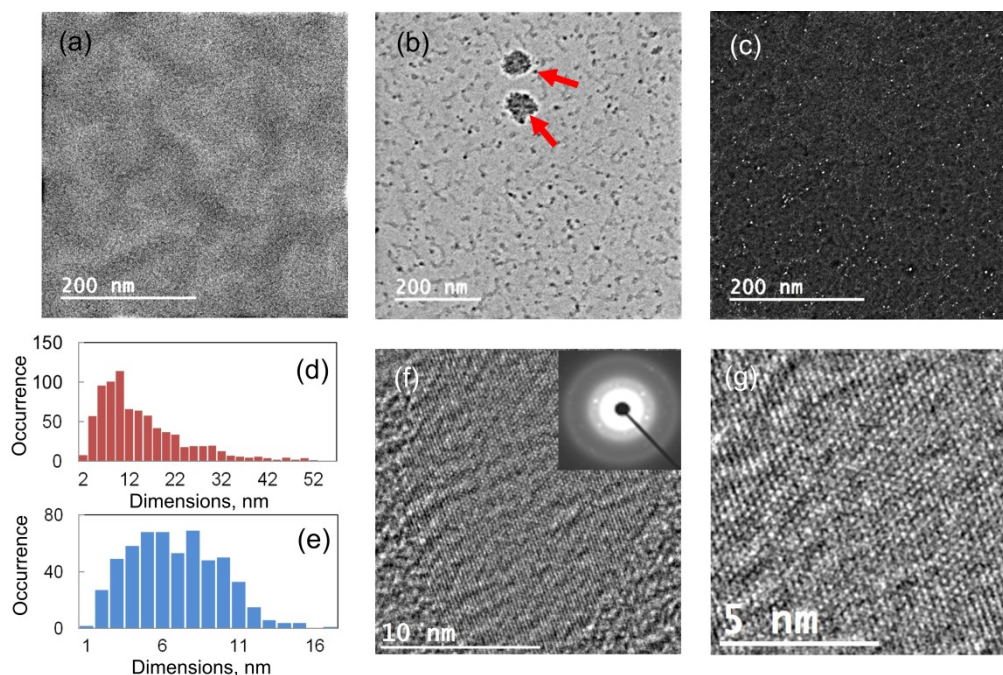 (a)
200 nm
(b)
200 nm
(c)
200 nm
(d)
Occurrence
150
100
50
0
2 12 22 32 42 52
Dimensions, nm
(e)
Occurrence
80
40
0
1 6 11 16
Dimensions, nm
(f)
10 nm
(g)
5 nm